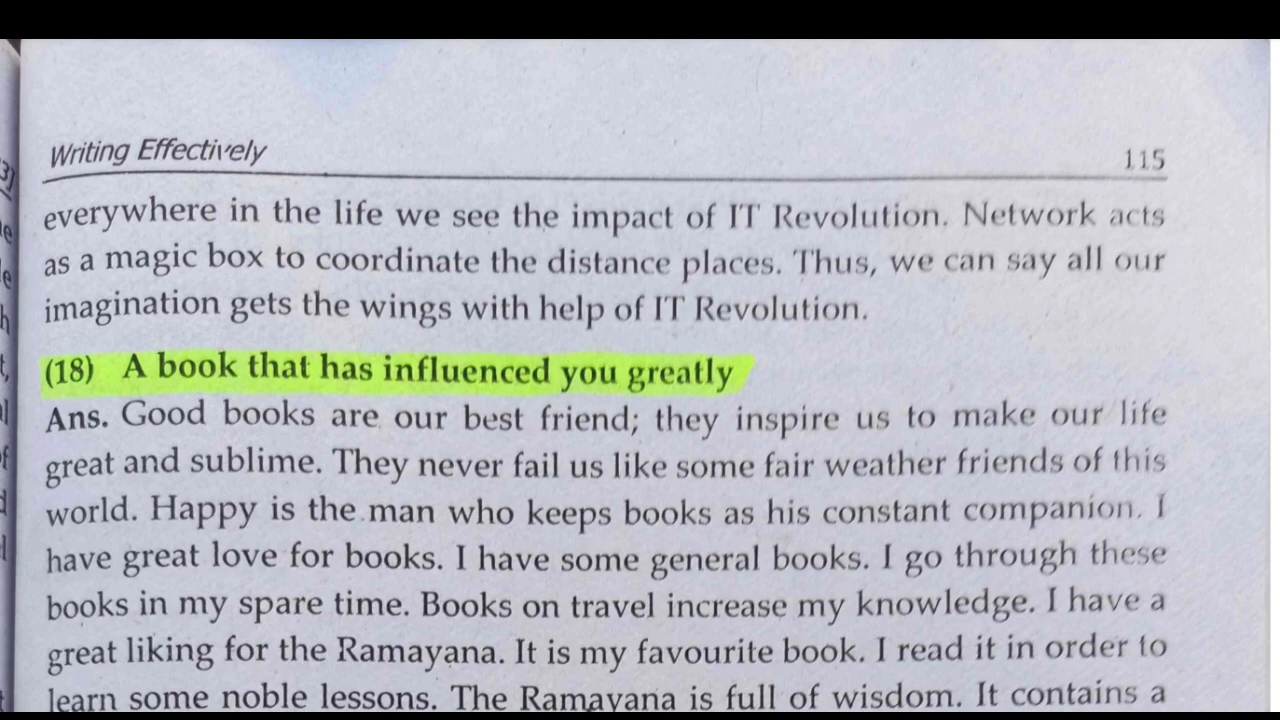 Writing Effectively 115
everywhere in the life we see the impact of IT Revolution. Network acts
as a magic box to coordinate the distance places. Thus, we can say all our
imagination gets the wings with help of IT Revolution.
(18) A book that has influenced you greatly
Ans. Good books are our best friend; they inspire us to make our life
great and sublime. They never fail us like some fair weather friends of this
world. Happy is the man who keeps books as his constant companion. I
have great love for books. I have some general books. I go through these
books in my spare time. Books on travel increase my knowledge. I have a
great liking for the Ramayana. It is my favourite book. I read it in order to
learn some noble lessons. The Ramayana is full of wisdom. It contains a